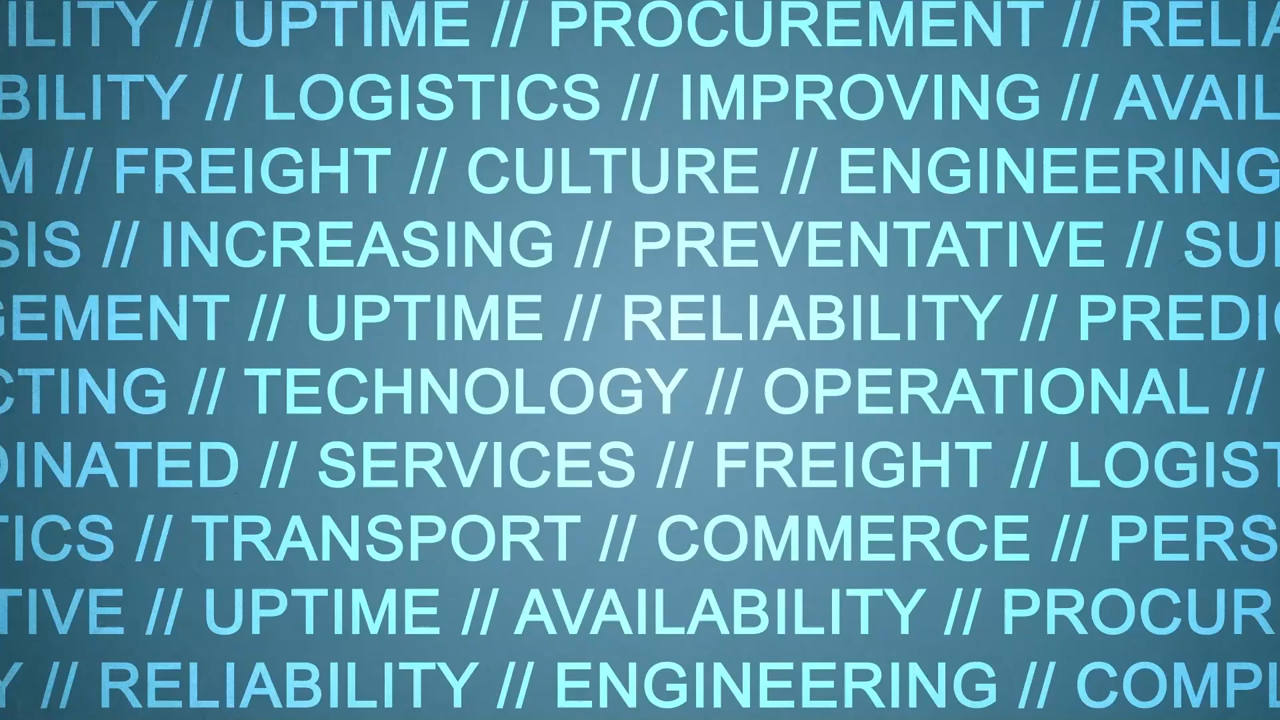 ILITY // UPTIME // PROCUREMENT // RELIA
BILITY // LOGISTICS // IMPROVING // AVAIL
M // FREIGHT // CULTURE // ENGINEERING
SIS // INCREASING // PREVENTATIVE // SU
GEMENT // UPTIME // RELIABILITY // PREDIC
CTING // TECHNOLOGY // OPERATIONAL //
DINATED // SERVICES // FREIGHT // LOGIST
TICS // TRANSPORT // COMMERCE // PERS
TIVE // UPTIME // AVAILABILITY // PROCUR
Y // RELIABILITY // ENGINEERING // COMPL